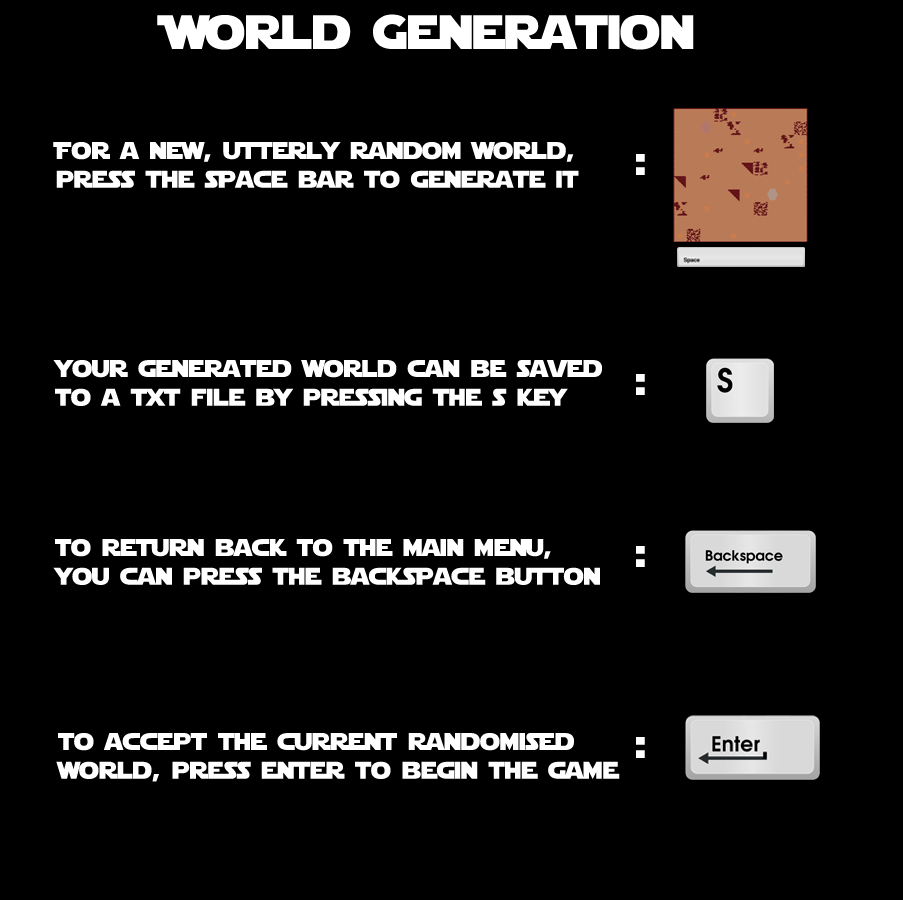 WORLD GENERATION
FOR A NEW, UTTERLY RANDOM WORLD,
PRESS THE SPACE BAR TO GENERATE IT
:
Space
YOUR GENERATED WORLD CAN BE SAVED
TO A TXT FILE BY PRESSING THE S KEY
:
S
TO RETURN BACK TO THE MAIN MENU,
YOU CAN PRESS THE BACKSPACE BUTTON
:
Backspace
TO ACCEPT THE CURRENT RANDOMISED
WORLD, PRESS ENTER TO BEGIN THE GAME
:
Enter